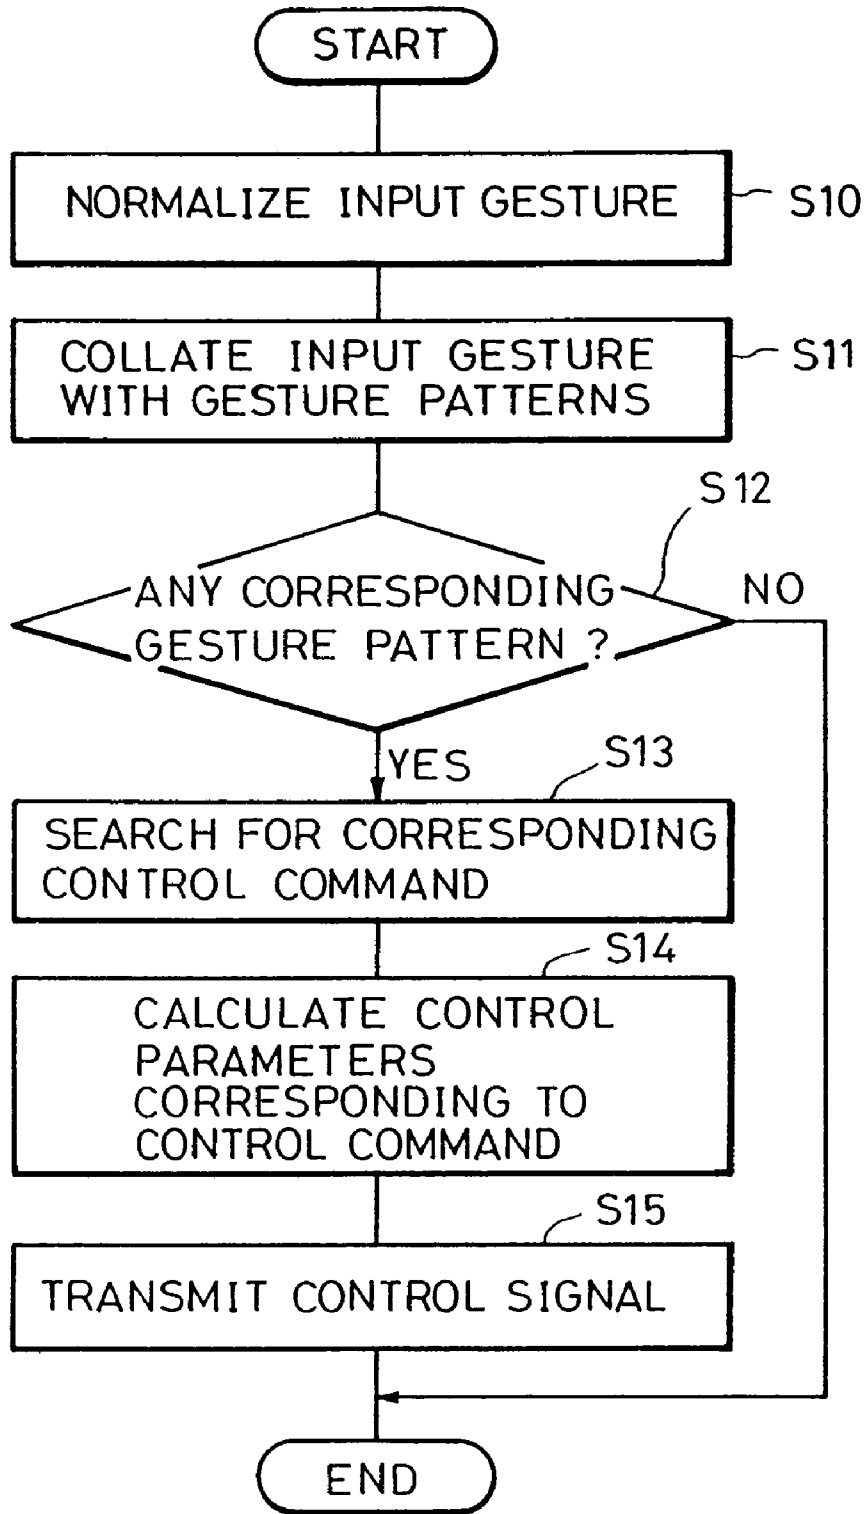 START
NORMALIZE INPUT GESTURE
S10
COLLATE INPUT GESTURE
WITH GESTURE PATTERNS
S11
S12
ANY CORRESPONDING
GESTURE PATTERN ?
NO
YES
S13
SEARCH FOR CORRESPONDING
CONTROL COMMAND
S14
CALCULATE CONTROL
PARAMETERS
CORRESPONDING TO
CONTROL COMMAND
S15
TRANSMIT CONTROL SIGNAL
END